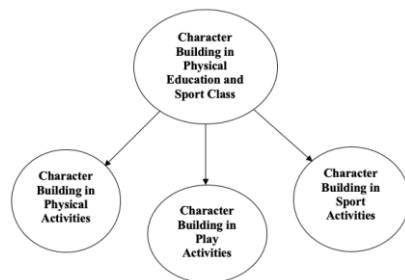 Character
Building in
Physical
Education and
Sport Class
Character
Building in
Physical
Activities
Character
Building in
Play
Activities
Character
Building in
Sport
Activities